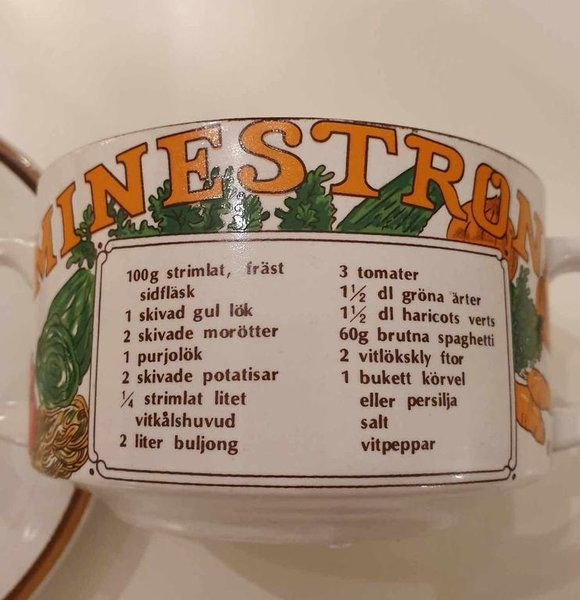 MINESTRON
100g strimlat, fräst
sidfläsk
1 skivad gul lök
2 skivade morötter
1 purjolök
2 skivade potatisar
¼ strimlat litet
vitkålshuvud
2 liter buljong
3 tomater
1½ dl gröna ärter
1½ dl haricots verts
60g brutna spaghetti
2 vitlökskly ftor
1 bukett körvel
eller persilja
salt
vitpeppar